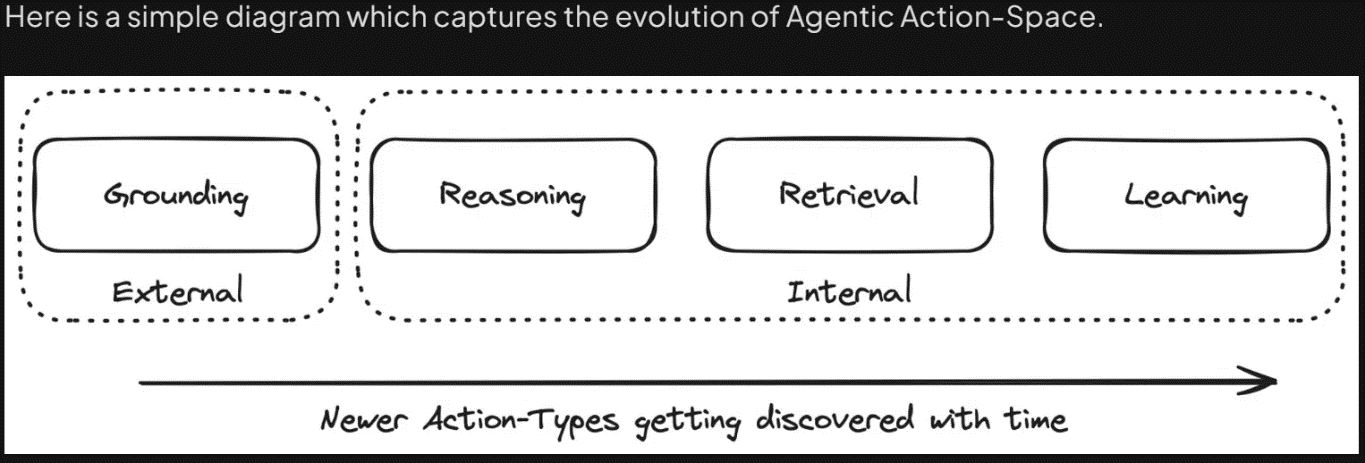 Here is a simple diagram which captures the evolution of Agentic Action-Space.
Grounding
Reasoning
Retrieval
Learning
External
Internal
Newer Action-Types getting discovered with time